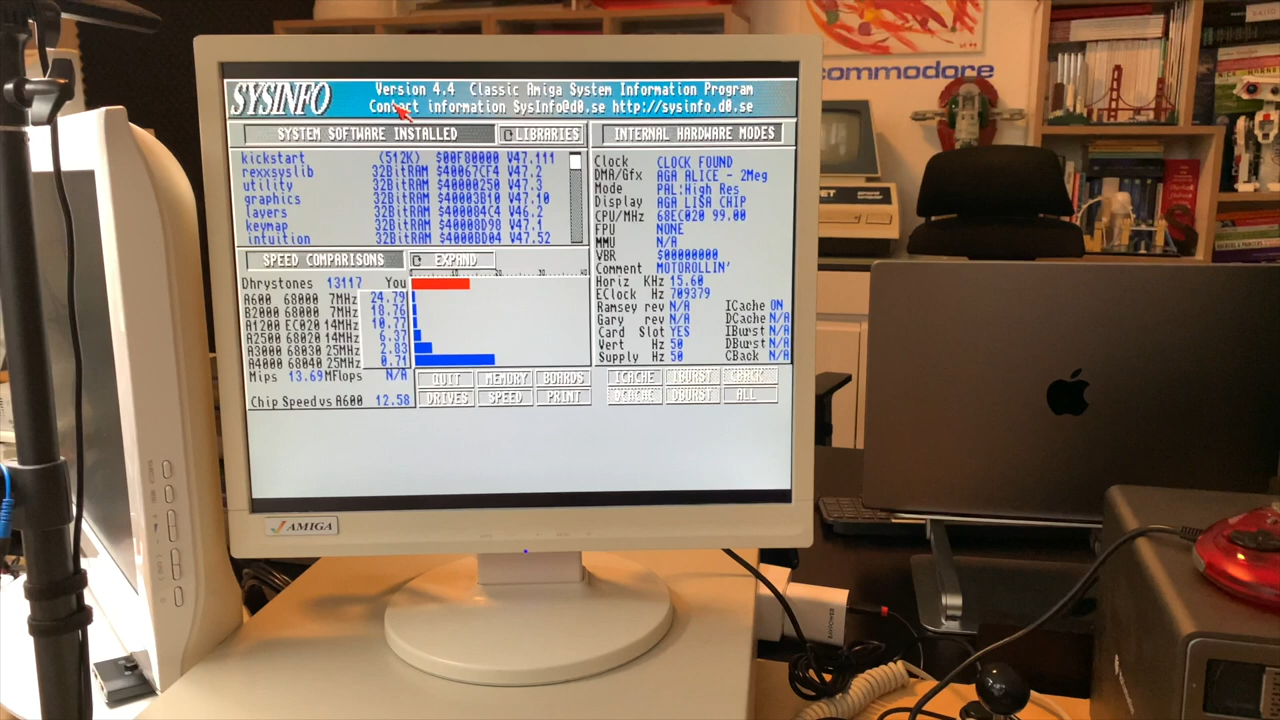 SYSINFO
Version 4.4 Classic Amiga System Information Program
Contact information SysInfo@d0.se http://sysinfo.d0.se
SYSTEM SOFTWARE INSTALLED
LIBRARIES
kickstart (512K) $00F80000 V47.111
rexxsyslib 32BitRAM $40067CF4 V47.2
utility 32BitRAM $40000250 V47.3
graphics 32BitRAM $40003B10 V47.10
layers 32BitRAM $400084C4 V46.2
keymap 32BitRAM $40008D98 V47.1
intuition 32BitRAM $4000BD04 V47.52
INTERNAL HARDWARE MODES
Clock CLOCK FOUND
DMA/Gfx AGA ALICE - 2Meg
Mode PAL:High Res
Display AGA LISA CHIP
CPU/MHz 68EC020 99.00
FPU NONE
MMU N/A
VBR $00000000
Comment MOTOROLLIN'
Horiz KHz 15.60
EClock Hz 709379
Ramsey rev N/A ICache ON
Gary rev N/A DCache N/A
Card Slot YES IBurst N/A
Vert Hz 50 DBurst N/A
Supply Hz 50 CBack N/A
SPEED COMPARISONS
EXPAND
10 20 30 40
Dhrystones 13117 You
A600 68000 7MHz 24.79
B2000 68000 7MHz 18.76
A1200 EC020 14MHz 10.77
A2500 68020 14MHz 6.37
A3000 68030 25MHz 2.83
A4000 68040 25MHz 0.71
Mips 13.69 MFlops N/A
Chip Speed vs A600 12.58
QUIT MEMORY BOARDS
DRIVES SPEED PRINT
ICACHE IBURST CBACK
DCACHE DBURST ALL
AMIGA
commodore
PET